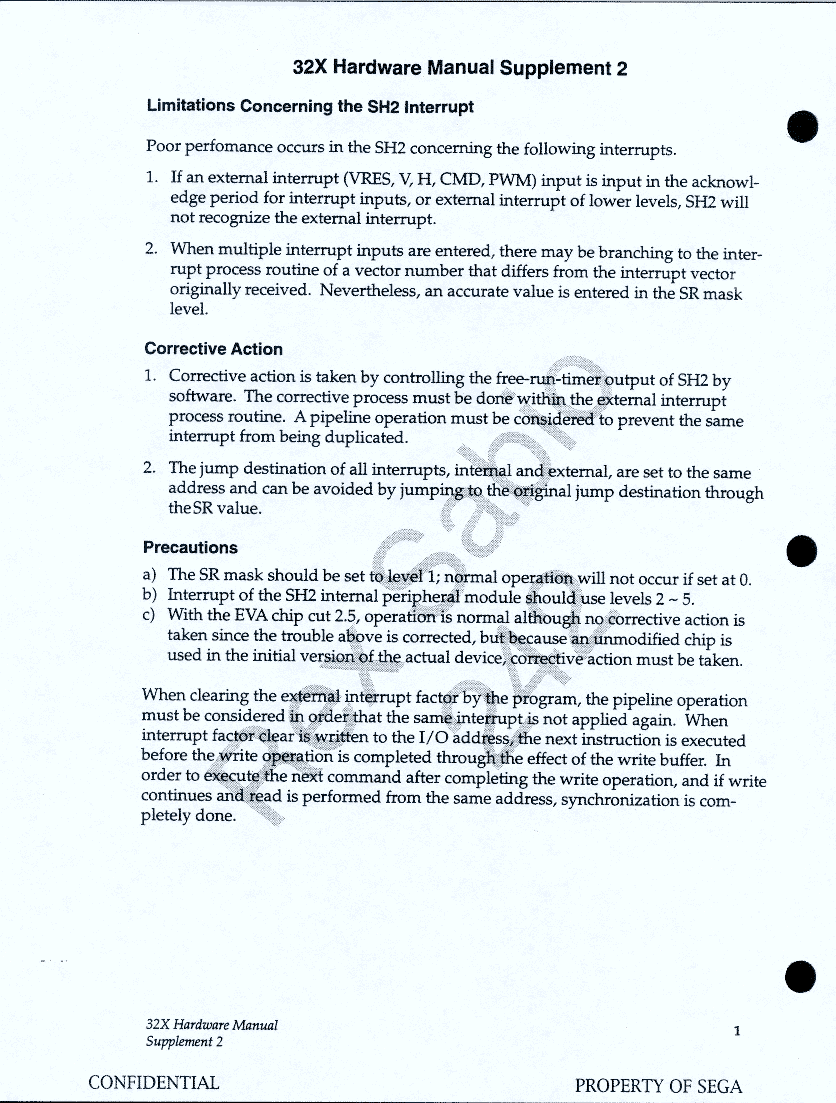 32X Hardware Manual Supplement 2
Limitations Concerning the SH2 Interrupt
Poor perfomance occurs in the SH2 concerning the following interrupts.
1. If an external interrupt (VRES, V, H, CMD, PWM) input is input in the acknowl-
edge period for interrupt inputs, or external interrupt of lower levels, SH2 will
not recognize the external interrupt.
2. When multiple interrupt inputs are entered, there may be branching to the inter-
rupt process routine of a vector number that differs from the interrupt vector
originally received. Nevertheless, an accurate value is entered in the SR mask
level.
Corrective Action
1. Corrective action is taken by controlling the free-run-timer output of SH2 by
software. The corrective process must be done within the external interrupt
process routine. A pipeline operation must be considered to prevent the same
interrupt from being duplicated.
2. The jump destination of all interrupts, internal and external, are set to the same
address and can be avoided by jumping to the original jump destination through
theSR value.
Precautions
a) The SR mask should be set to level 1; normal operation will not occur if set at 0.
b) Interrupt of the SH2 internal peripheral module should use levels 2 ~ 5.
c) With the EVA chip cut 2.5, operation is normal although no corrective action is
taken since the trouble above is corrected, but because an unmodified chip is
used in the initial version of the actual device, corrective action must be taken.
When clearing the external interrupt factor by the program, the pipeline operation
must be considered in order that the same interrupt is not applied again. When
interrupt factor clear is written to the I/O address, the next instruction is executed
before the write operation is completed through the effect of the write buffer. In
order to execute the next command after completing the write operation, and if write
continues and read is performed from the same address, synchronization is com-
pletely done.
Rex Sabio
242
32X Hardware Manual
Supplement 2
1
CONFIDENTIAL
PROPERTY OF SEGA